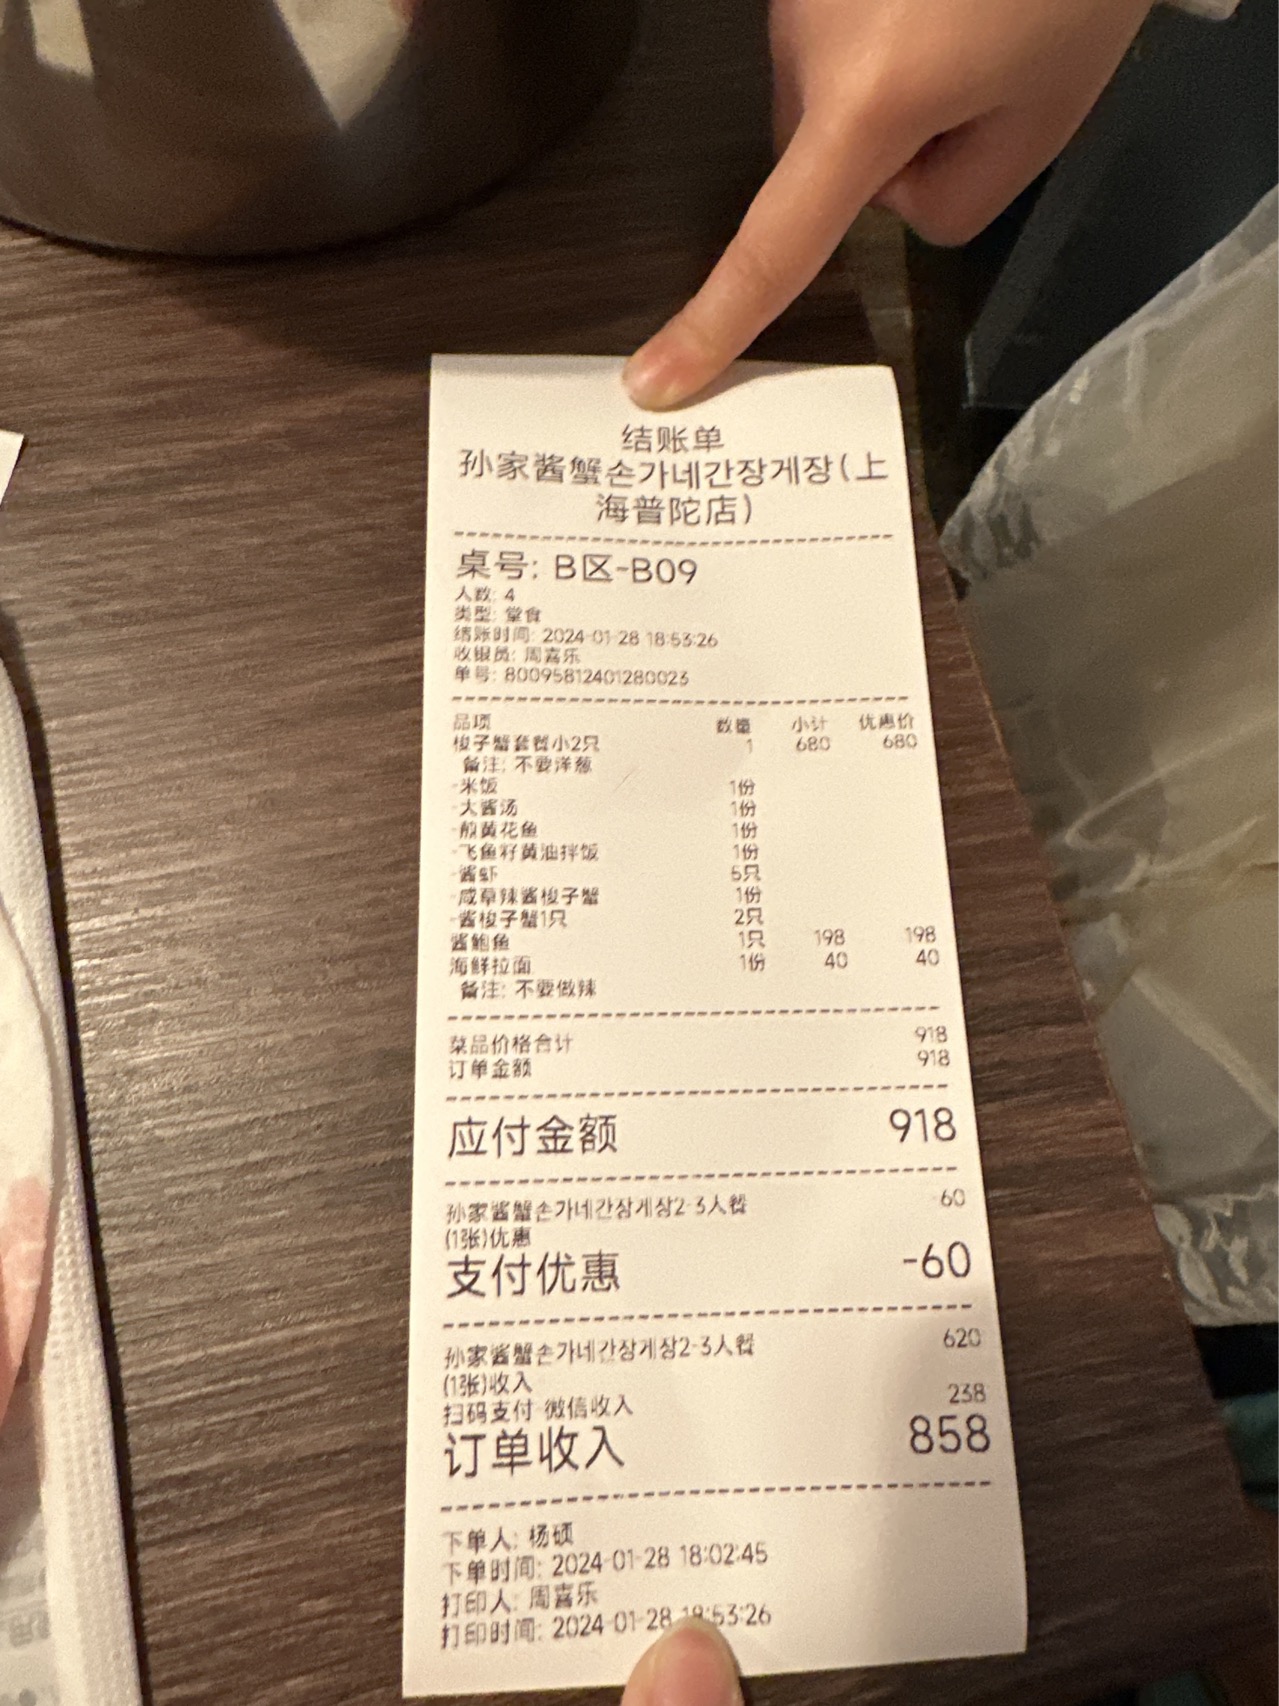 结账单
孙家酱蟹손가네간장게장(上
海普陀店)
桌号: B区-B09
人数: 4
类型: 堂食
结账时间: 2024-01-28 18:53:26
收银员: 周喜乐
单号: 80095812401280023
品项 数量 小计 优惠价
梭子蟹套餐小2只 1 680 680
备注: 不要洋葱
-米饭 1份
-大酱汤 1份
-煎黄花鱼 1份
-飞鱼籽黄油拌饭 1份
-酱虾 5只
-咸草辣酱梭子蟹 1份
-酱梭子蟹1只 2只
酱鲍鱼 1只 198 198
海鲜拉面 1份 40 40
备注: 不要做辣
菜品价格合计 918
订单金额 918
应付金额 918
孙家酱蟹손가네간장게장2-3人餐 -60
(1张)优惠
支付优惠 -60
孙家酱蟹손가네간장게장2-3人餐 620
(1张)收入
扫码支付-微信收入 238
订单收入 858
下单人: 杨硕
下单时间: 2024-01-28 18:02:45
打印人: 周喜乐
打印时间: 2024-01-28 18:53:26